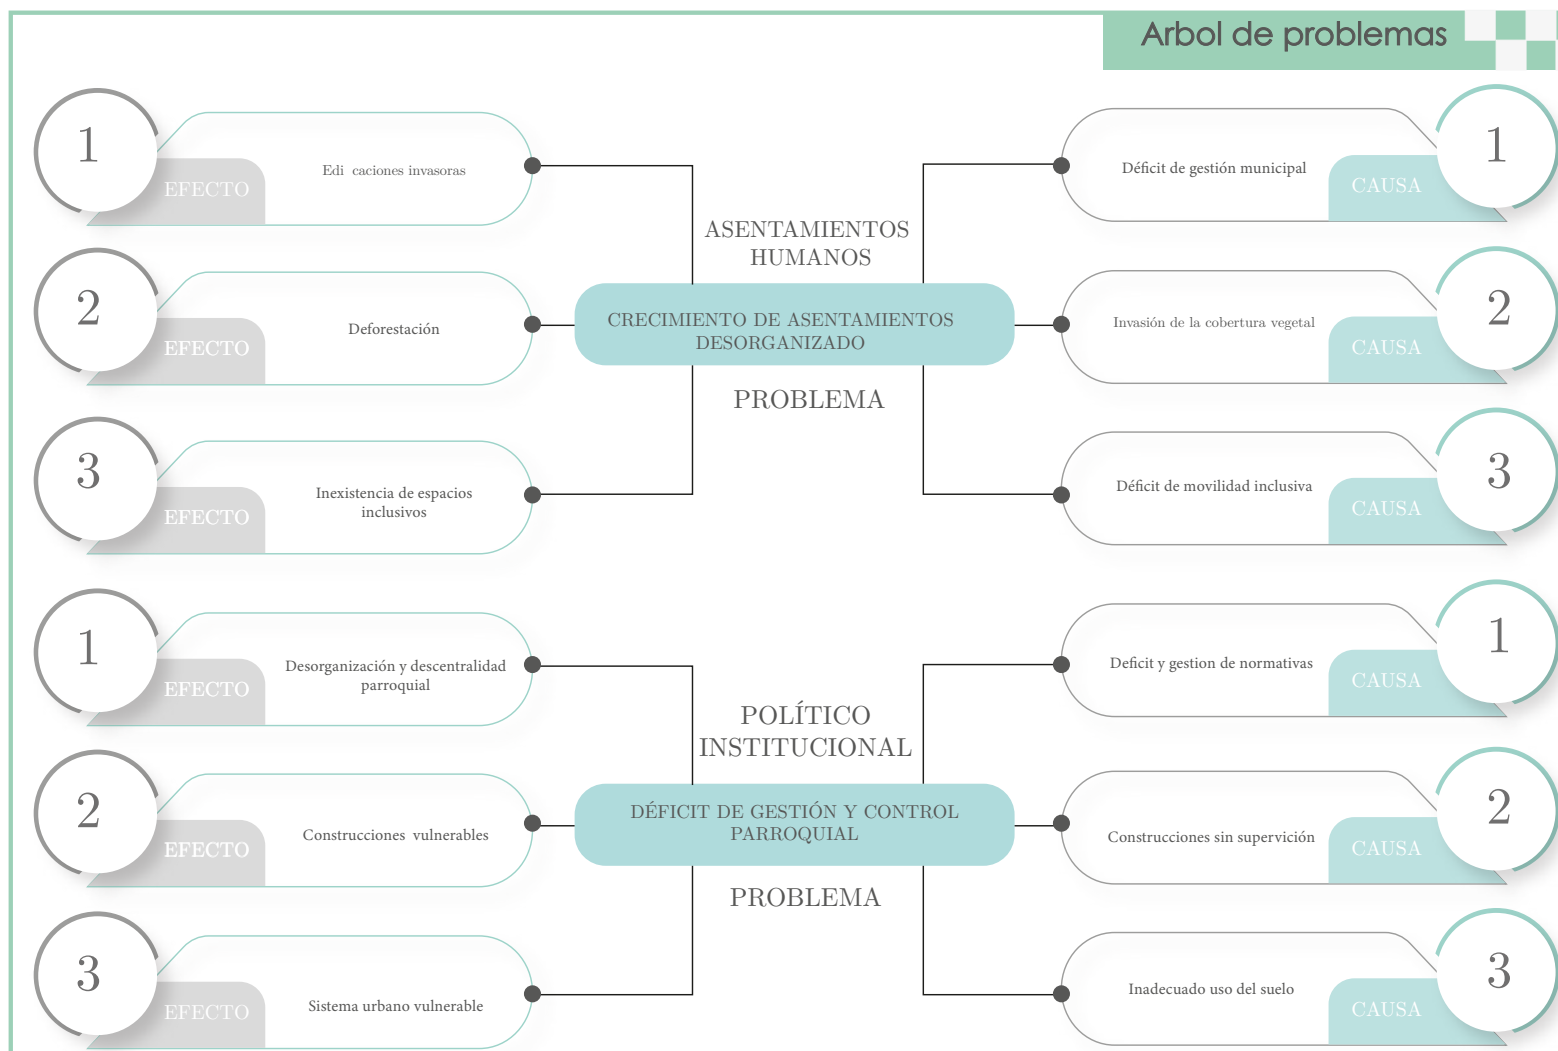 Arbol de problemas
1
EFECTO
Edi caciones invasoras
2
EFECTO
Deforestación
3
EFECTO
Inexistencia de espacios
inclusivos
ASENTAMIENTOS
HUMANOS
CRECIMIENTO DE ASENTAMIENTOS
DESORGANIZADO
PROBLEMA
Déficit de gestión municipal
CAUSA
1
Invasión de la cobertura vegetal
CAUSA
2
Déficit de movilidad inclusiva
CAUSA
3
1
EFECTO
Desorganización y descentralidad
parroquial
2
EFECTO
Construcciones vulnerables
3
EFECTO
Sistema urbano vulnerable
POLÍTICO
INSTITUCIONAL
DÉFICIT DE GESTIÓN Y CONTROL
PARROQUIAL
PROBLEMA
Deficit y gestion de normativas
CAUSA
1
Construcciones sin supervición
CAUSA
2
Inadecuado uso del suelo
CAUSA
3